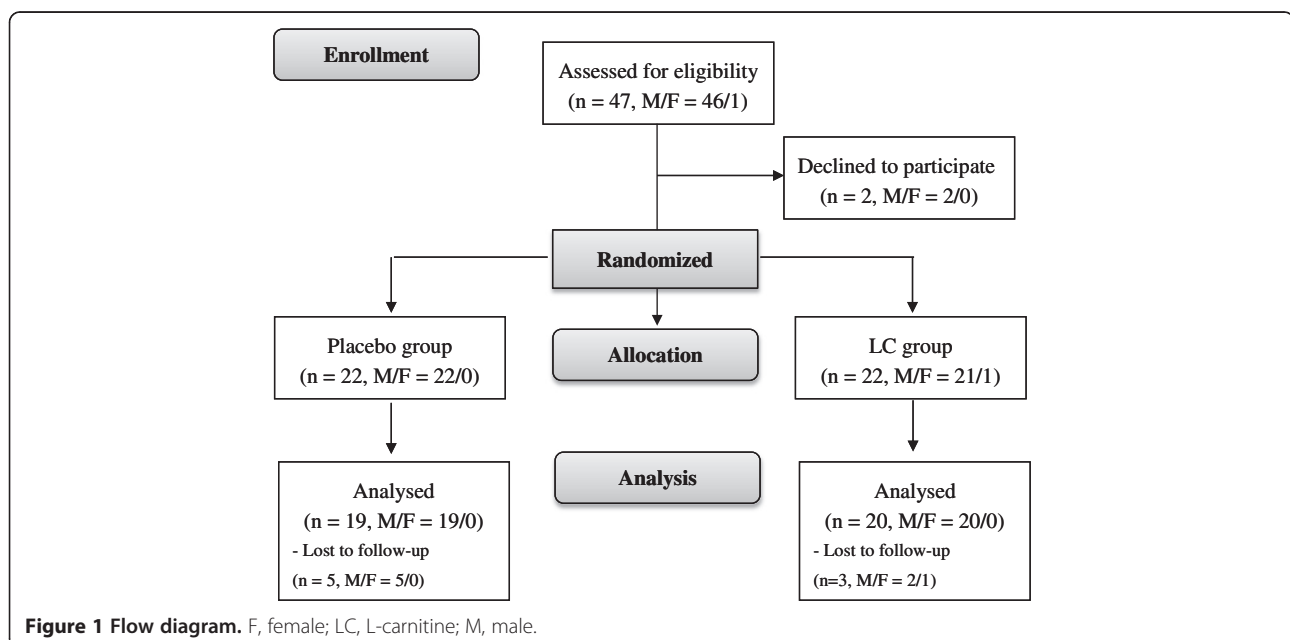 Enrollment
Assessed for eligibility
(n = 47, M/F = 46/1)
Declined to participate
(n = 2, M/F = 2/0)
Randomized
Placebo group
(n = 22, M/F = 22/0)
Allocation
LC group
(n = 22, M/F = 21/1)
Analysed
(n = 19, M/F = 19/0)
- Lost to follow-up
(n = 5, M/F = 5/0)
Analysis
Analysed
(n = 20, M/F = 20/0)
- Lost to follow-up
(n=3, M/F = 2/1)
Figure 1 Flow diagram. F, female; LC, L-carnitine; M, male.